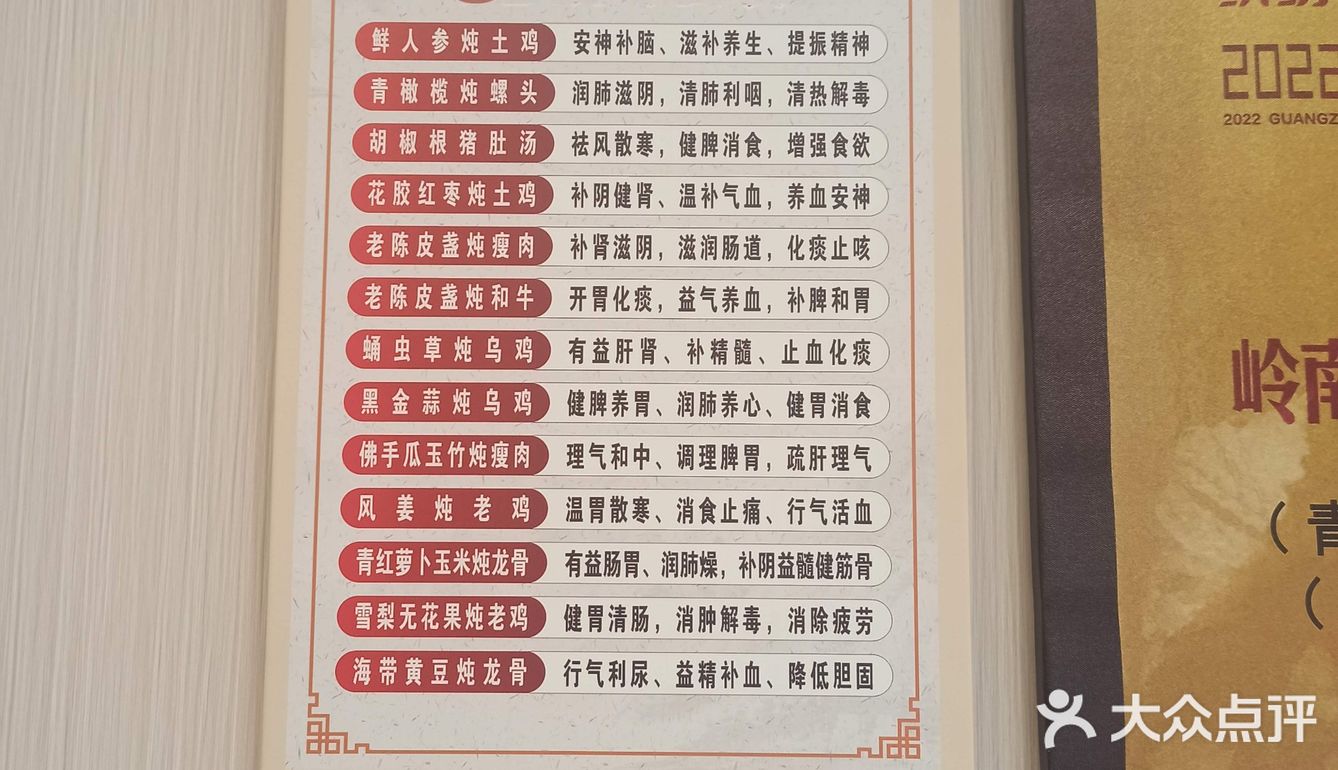 鲜人参炖土鸡 安神补脑、滋补养生、提振精神
青橄榄炖螺头 润肺滋阴，清肺利咽，清热解毒
胡椒根猪肚汤 祛风散寒，健脾消食，增强食欲
花胶红枣炖土鸡 补阴健肾、温补气血，养血安神
老陈皮盏炖瘦肉 补肾滋阴，滋润肠道，化痰止咳
老陈皮盏炖和牛 开胃化痰，益气养血，补脾和胃
蛹虫草炖乌鸡 有益肝肾、补精髓、止血化痰
黑金蒜炖乌鸡 健脾养胃、润肺养心、健胃消食
佛手瓜玉竹炖瘦肉 理气和中、调理脾胃，疏肝理气
风姜炖老鸡 温胃散寒、消食止痛、行气活血
青红萝卜玉米炖龙骨 有益肠胃、润肺燥，补阴益髓健筋骨
雪梨无花果炖老鸡 健胃清肠，消肿解毒，消除疲劳
海带黄豆炖龙骨 行气利尿、益精补血、降低胆固
2022
2022 GUANGZ
岭南
（青
（
大众点评